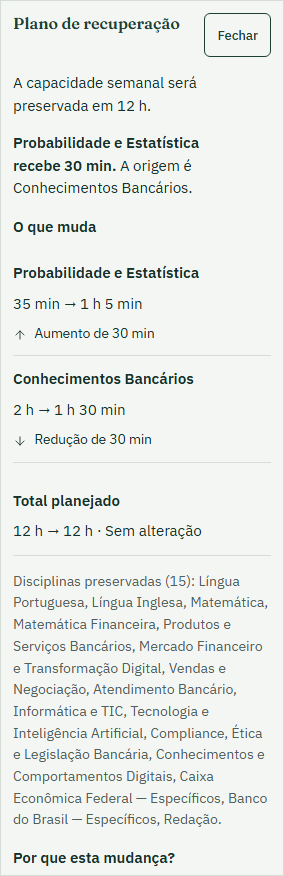 Plano de recuperação
Fechar
A capacidade semanal será
preservada em 12 h.
Probabilidade e Estatística
recebe 30 min. A origem é
Conhecimentos Bancários.
O que muda
Probabilidade e Estatística
35 min → 1 h 5 min
↑ Aumento de 30 min
Conhecimentos Bancários
2 h → 1 h 30 min
↓ Redução de 30 min
Total planejado
12 h → 12 h · Sem alteração
Disciplinas preservadas (15): Língua
Portuguesa, Língua Inglesa, Matemática,
Matemática Financeira, Produtos e
Serviços Bancários, Mercado Financeiro
e Transformação Digital, Vendas e
Negociação, Atendimento Bancário,
Informática e TIC, Tecnologia e
Inteligência Artificial, Compliance, Ética
e Legislação Bancária, Conhecimentos e
Comportamentos Digitais, Caixa
Econômica Federal — Específicos, Banco
do Brasil — Específicos, Redação.
Por que esta mudança?